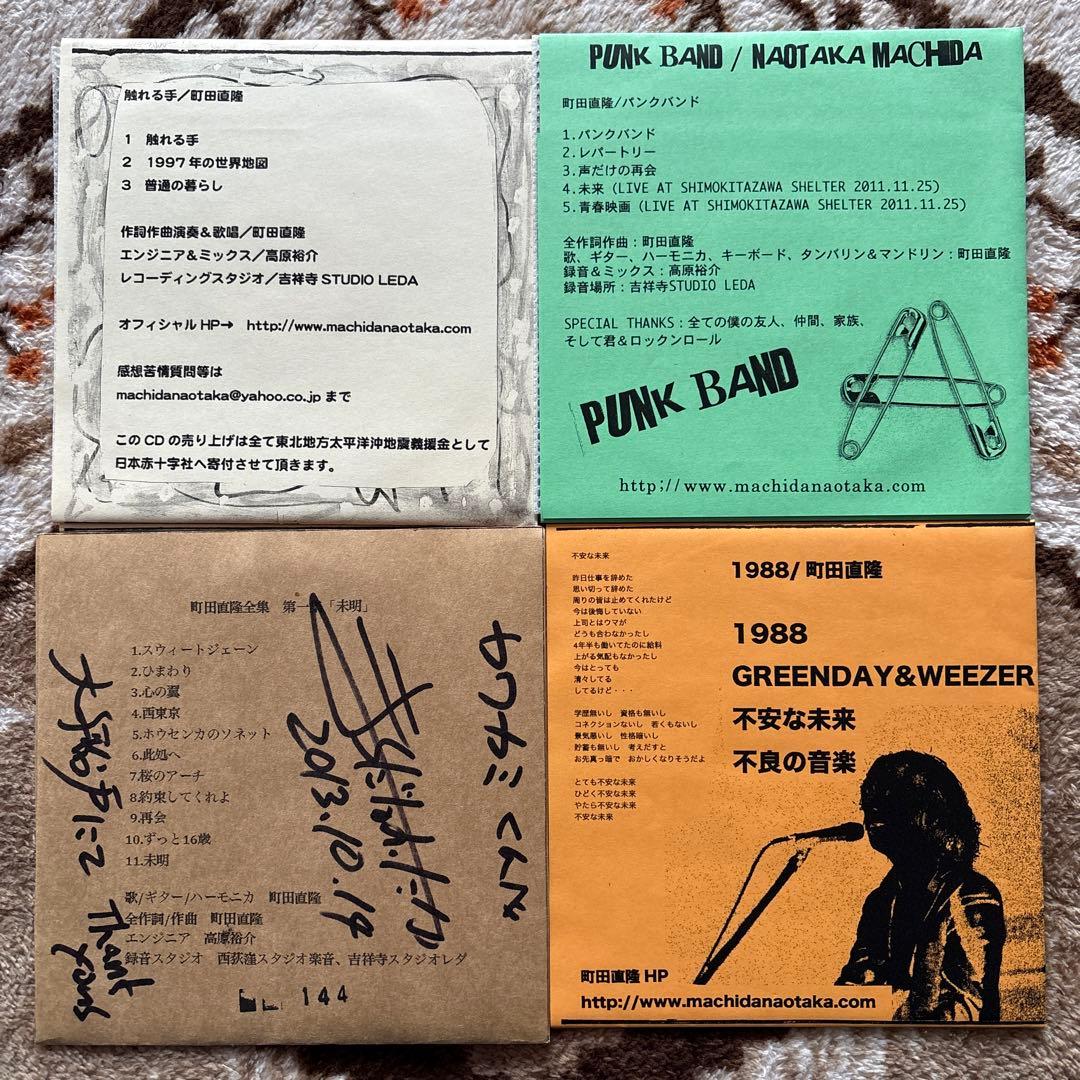 触れる手／町田直隆
1 触れる手
2 1997年の世界地図
3 普通の暮らし
作詞作曲演奏＆歌唱／町田直隆
エンジニア＆ミックス／高原裕介
レコーディングスタジオ／吉祥寺 STUDIO LEDA
オフィシャル HP→ http://www.machidanaotaka.com
感想苦情質問等は
machidanaotaka@yahoo.co.jp まで
この CD の売り上げは全て東北地方太平洋沖地震義援金として
日本赤十字社へ寄付させて頂きます。
PUNK BAND / NAOTAKA MACHIDA
町田直隆/パンクバンド
1.パンクバンド
2.レパートリー
3.声だけの再会
4.未来 (LIVE AT SHIMOKITAZAWA SHELTER 2011.11.25)
5.青春映画 (LIVE AT SHIMOKITAZAWA SHELTER 2011.11.25)
全作詞作曲：町田直隆
歌、ギター、ハーモニカ、キーボード、タンバリン＆マンドリン：町田直隆
録音＆ミックス：高原裕介
録音場所：吉祥寺STUDIO LEDA
SPECIAL THANKS：全ての僕の友人、仲間、家族、
そして君＆ロックンロール
PUNK BAND
http;//www.machidanaotaka.com
町田直隆全集 第一 「未明」
1.スウィートジェーン
2.ひまわり
3.心の翼
4.西東京
5.ホウセンカのソネット
6.此処へ
7.桜のアーチ
8.約束してくれよ
9.再会
10.ずっと16歳
11.未明
歌/ギター/ハーモニカ 町田直隆
全作詞/作曲 町田直隆
エンジニア 高原裕介
録音スタジオ 西荻窪スタジオ楽音、吉祥寺スタジオレダ
144
カワカミくんへ
2013.10.14
Thank
1988/ 町田直隆
1988
GREENDAY&WEEZER
不安な未来
不良の音楽
不安な未来
昨日仕事を辞めた
思い切って辞めた
周りの皆は止めてくれたけど
今は後悔していない
上司とはウマが
どうも合わなかったし
4年半も働いてたのに給料
上がる気配もなかったし
今はとっても
清々してる
してるけど・・・
学歴無いし 資格も無いし
コネクションないし 若くもないし
景気悪いし 性格暗いし
貯蓄も無いし 考えだすと
お先真っ暗で おかしくなりそうだよ
とても不安な未来
ひどく不安な未来
やたら不安な未来
不安な未来
町田直隆 HP
http://www.machidanaotaka.com